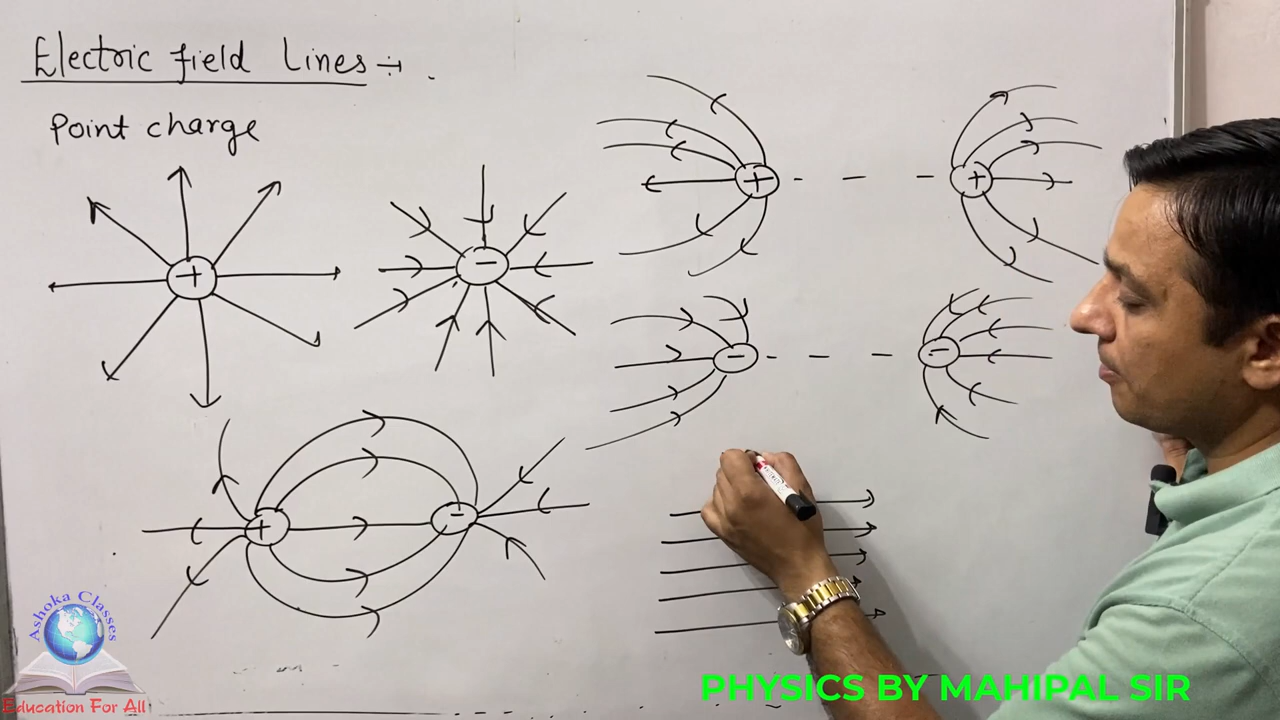 Electric field Lines ÷ .
Point charge
+
-
+ - - - +
- - - - -
+
-
Ashoka Classes
Education For All
PHYSICS BY MAHIPAL SIR